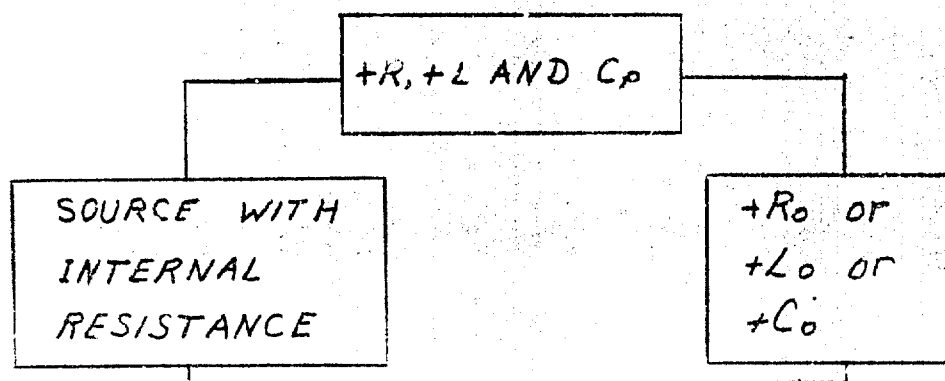 +R, +L AND Cp
SOURCE WITH
INTERNAL
RESISTANCE
+Ro or
+Lo or
+Co